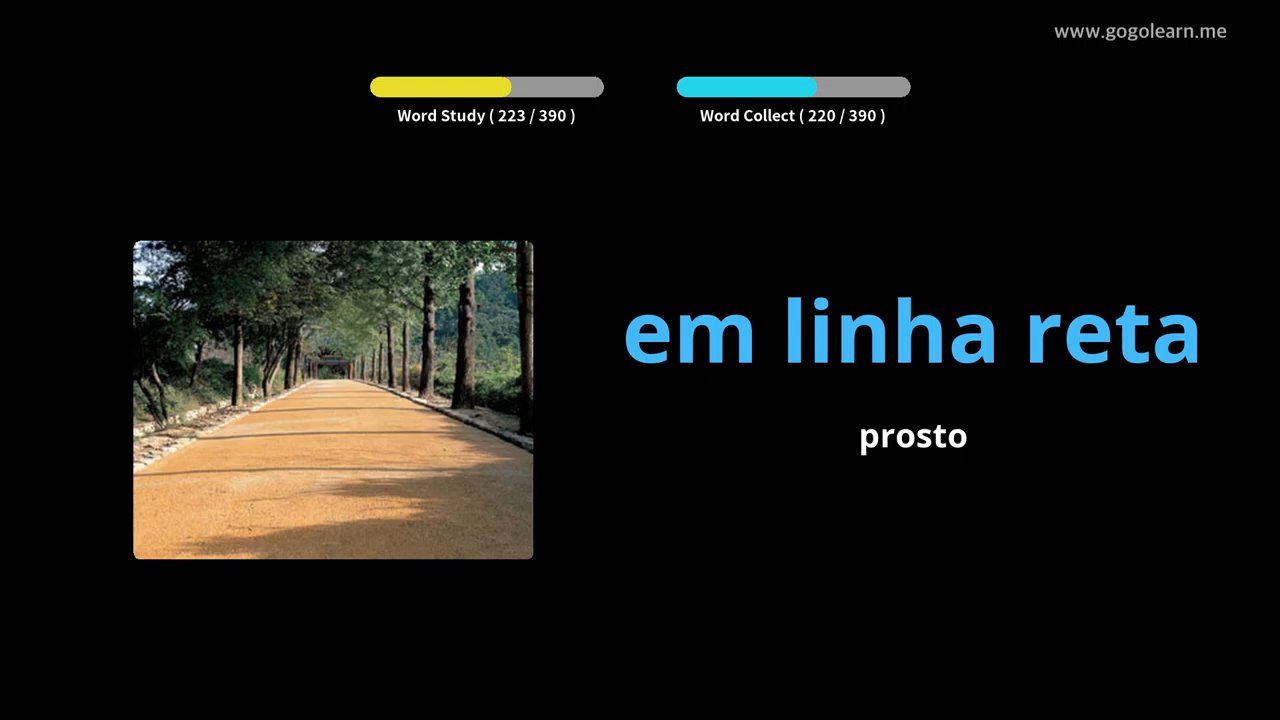 www.gogolearn.me
Word Study ( 223 / 390 )
Word Collect ( 220 / 390 )
em linha reta
prosto